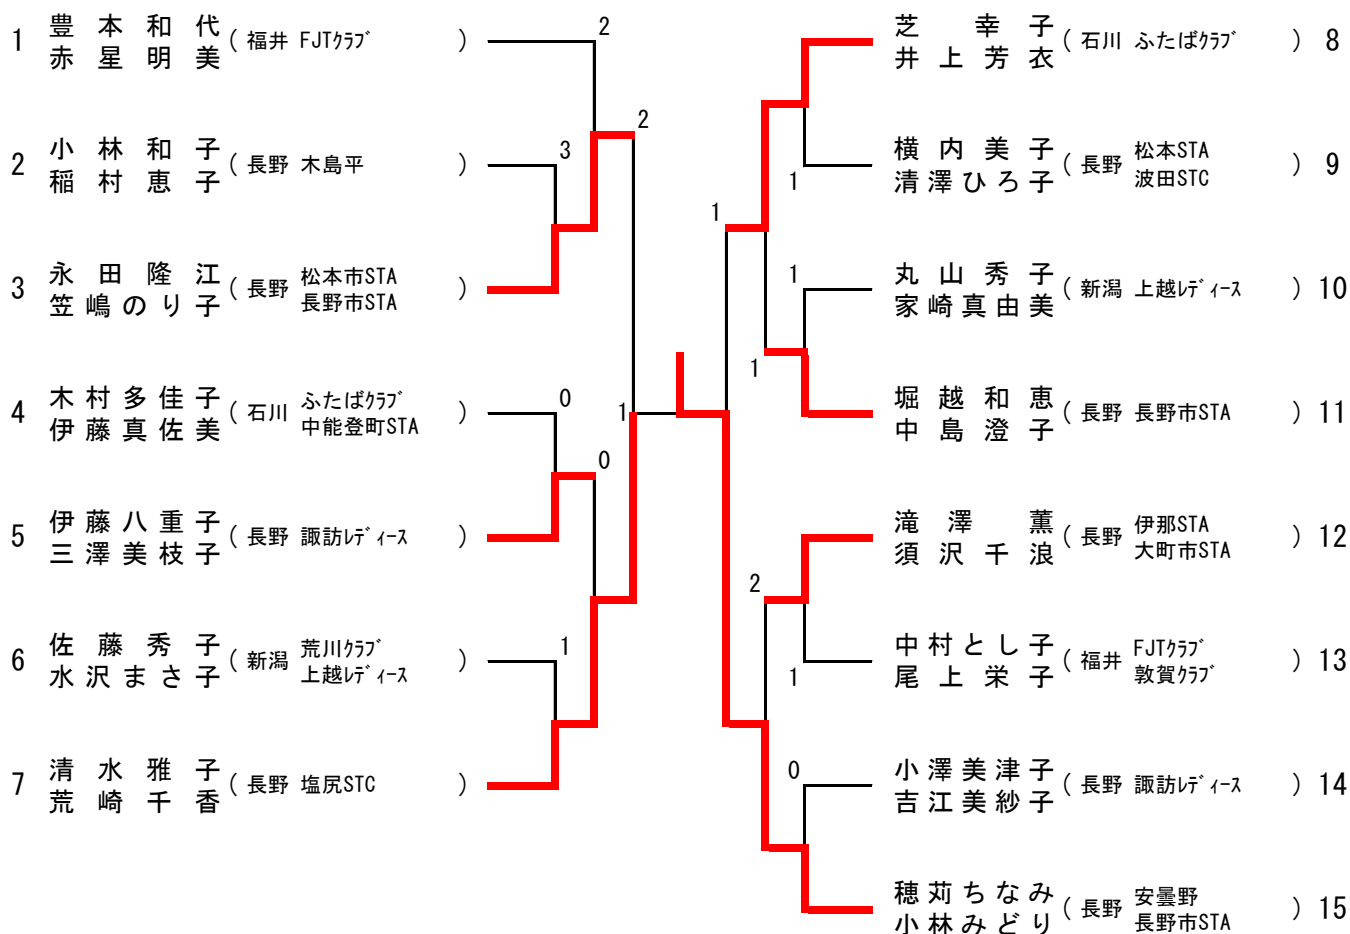 1 豊本和代 ( 福井 FJTｸﾗﾌﾞ )
赤星明美
2
2 小林和子 ( 長野 木島平 )
稲村恵子
3
2
3 永田隆江 ( 長野 松本市STA )
笠嶋のり子 長野市STA
4 木村多佳子 ( 石川 ふたばｸﾗﾌﾞ )
伊藤真佐美 中能登町STA
0
1
5 伊藤八重子 ( 長野 諏訪ﾚﾃﾞｨｰｽ )
三澤美枝子
0
6 佐藤秀子 ( 新潟 荒川ｸﾗﾌﾞ )
水沢まさ子 上越ﾚﾃﾞｨｰｽ
1
7 清水雅子 ( 長野 塩尻STC )
荒崎千香
芝幸子 ( 石川 ふたばｸﾗﾌﾞ ) 8
井上芳衣
横内美子 ( 長野 松本STA ) 9
清澤ひろ子 波田STC
1
1
丸山秀子 ( 新潟 上越ﾚﾃﾞｨｰｽ ) 10
家崎真由美
1
1
堀越和恵 ( 長野 長野市STA ) 11
中島澄子
滝澤薫 ( 長野 伊那STA ) 12
須沢千浪 大町市STA
2
中村とし子 ( 福井 FJTｸﾗﾌﾞ ) 13
尾上栄子 敦賀ｸﾗﾌﾞ
1
小澤美津子 ( 長野 諏訪ﾚﾃﾞｨｰｽ ) 14
吉江美紗子
0
穂苅ちなみ ( 長野 安曇野 ) 15
小林みどり 長野市STA